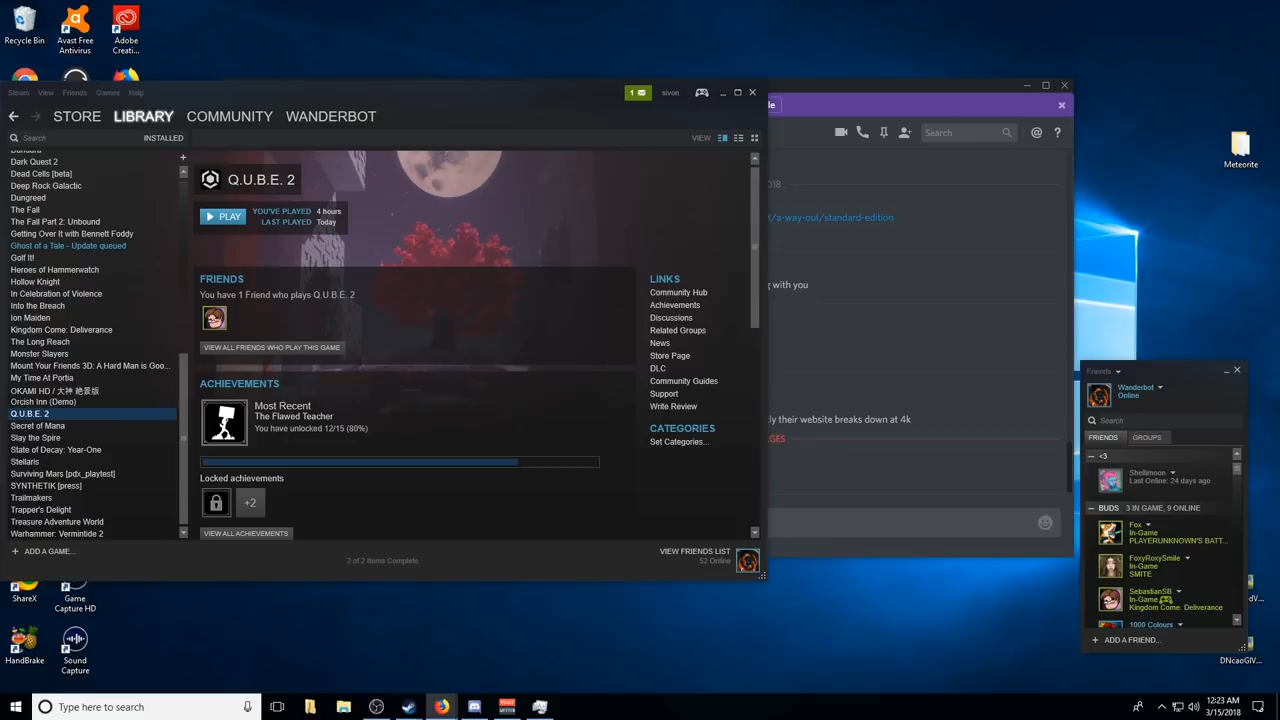 Recycle Bin
Avast Free
Antivirus
Adobe
Creati...
Steam View Friends Games Help
1
sivon
STORE LIBRARY COMMUNITY WANDERBOT
Search
INSTALLED
VIEW
Dark Quest 2
Dead Cells [beta]
Deep Rock Galactic
Dungreed
The Fall
The Fall Part 2: Unbound
Getting Over It with Bennett Foddy
Ghost of a Tale - Update queued
Golf It!
Heroes of Hammerwatch
Hollow Knight
In Celebration of Violence
Into the Breach
Ion Maiden
Kingdom Come: Deliverance
The Long Reach
Monster Slayers
Mount Your Friends 3D: A Hard Man is Goo...
My Time At Portia
OKAMI HD / 大神 絶景版
Orcish Inn (Demo)
Q.U.B.E. 2
Secret of Mana
Slay the Spire
State of Decay: Year-One
Stellaris
Surviving Mars [pdx_playtest]
SYNTHETIK [press]
Trailmakers
Trapper's Delight
Treasure Adventure World
Warhammer: Vermintide 2
ADD A GAME...
Q.U.B.E. 2
PLAY
YOU'VE PLAYED 4 hours
LAST PLAYED Today
FRIENDS
You have 1 Friend who plays Q.U.B.E. 2
VIEW ALL FRIENDS WHO PLAY THIS GAME
ACHIEVEMENTS
Most Recent
The Flawed Teacher
You have unlocked 12/15 (80%)
Locked achievements
+2
VIEW ALL ACHIEVEMENTS
LINKS
Community Hub
Achievements
Discussions
Related Groups
News
Store Page
DLC
Community Guides
Support
Write Review
CATEGORIES
Set Categories...
2 of 2 Items Complete
VIEW FRIENDS LIST
52 Online
le
Search
018
t/a-way-out/standard-edition
g with you
ly their website breaks down at 4k
AGES
Meteorite
Friends
Wanderbot
Online
Search
FRIENDS GROUPS
<3
Shellimoon
Last Online: 24 days ago
BUDS 3 IN GAME, 9 ONLINE
Fox
In-Game
PLAYERUNKNOWN'S BATT...
FoxyRoxySmile
In-Game
SMITE
SebastianSB
In-Game
Kingdom Come: Deliverance
1000 Colours
ADD A FRIEND...
ShareX
Game
Capture HD
HandBrake
Sound
Capture
DNcaoGIV...
Type here to search
12:23 AM
3/15/2018